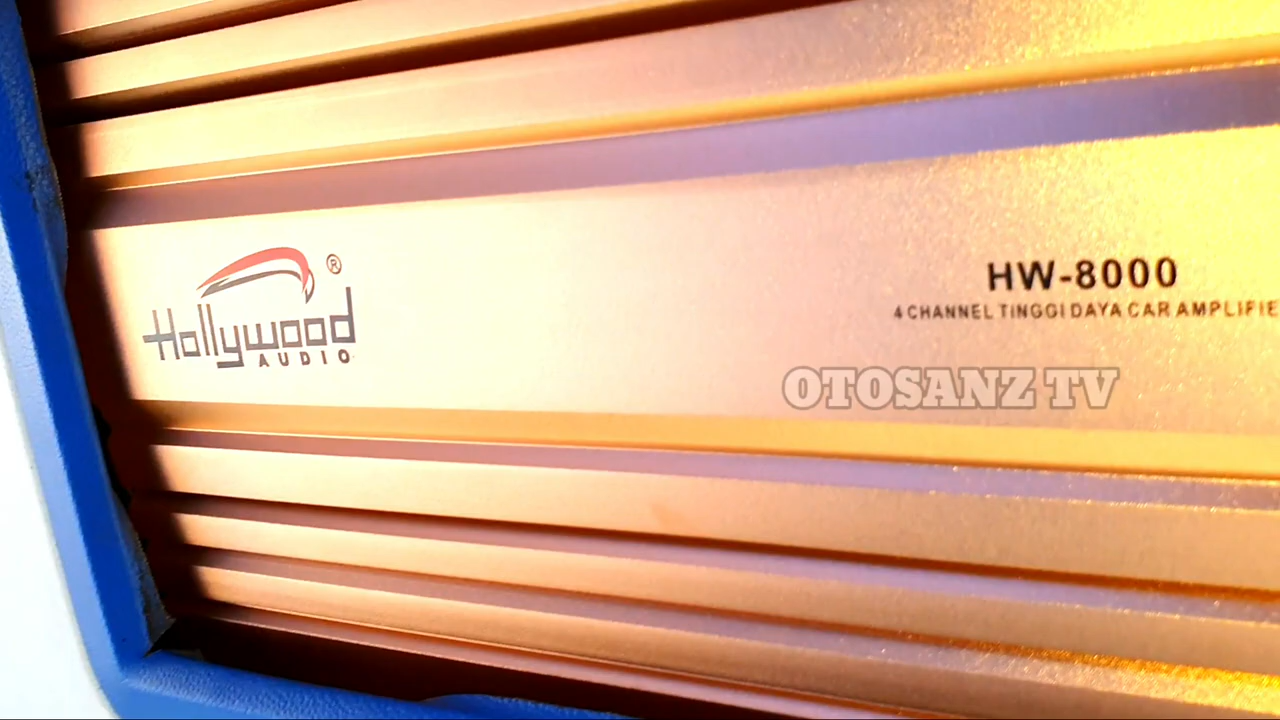 Hollywood ®
AUDIO
HW-8000
4 CHANNEL TINGGI DAYA CAR AMPLIFIE
OTOSANZ TV